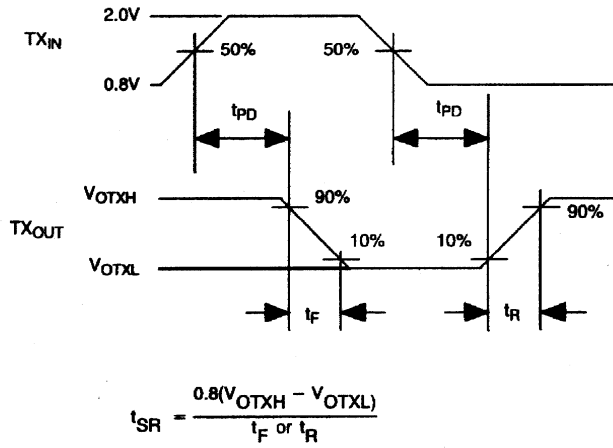 2.0V
TXIN
50%
50%
0.8V
tPD
tPD
VOTXH
90%
90%
TXOUT
10%
10%
VOTXL
tF
tR
tSR = 0.8(VOTXH – VOTXL)
tF or tR